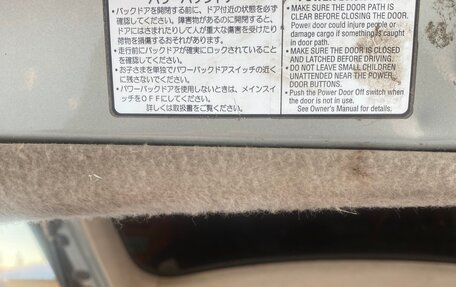 パワーバックドア
• バックドアを開閉する前に、ドア付近の状態を必ず
確認してください。障害物があるのに開閉すると、
ドアにはさまれたりして人が重大な傷害を受けたり
荷物を損傷するおそれがあります。
• 走行前にバックドアが確実にロックされていること
を確認してください。
• お子さまを単独でパワーバックドアスイッチの近く
に残さないでください。
• パワーバックドアを使用しないときは、メインスイ
ッチをOFFにしてください。
詳しくは取扱書をご覧ください。
• MAKE SURE THE DOOR PATH IS
CLEAR BEFORE CLOSING THE DOOR.
Power door could injure people or
damage cargo if something's caught
in door path.
• MAKE SURE THE DOOR IS CLOSED
AND LATCHED BEFORE DRIVING.
• DO NOT LEAVE SMALL CHILDREN
UNATTENDED NEAR THE POWER
DOOR BUTTONS.
• Push the Power Door Off switch when
the door is not in use.
See Owner's Manual for details.